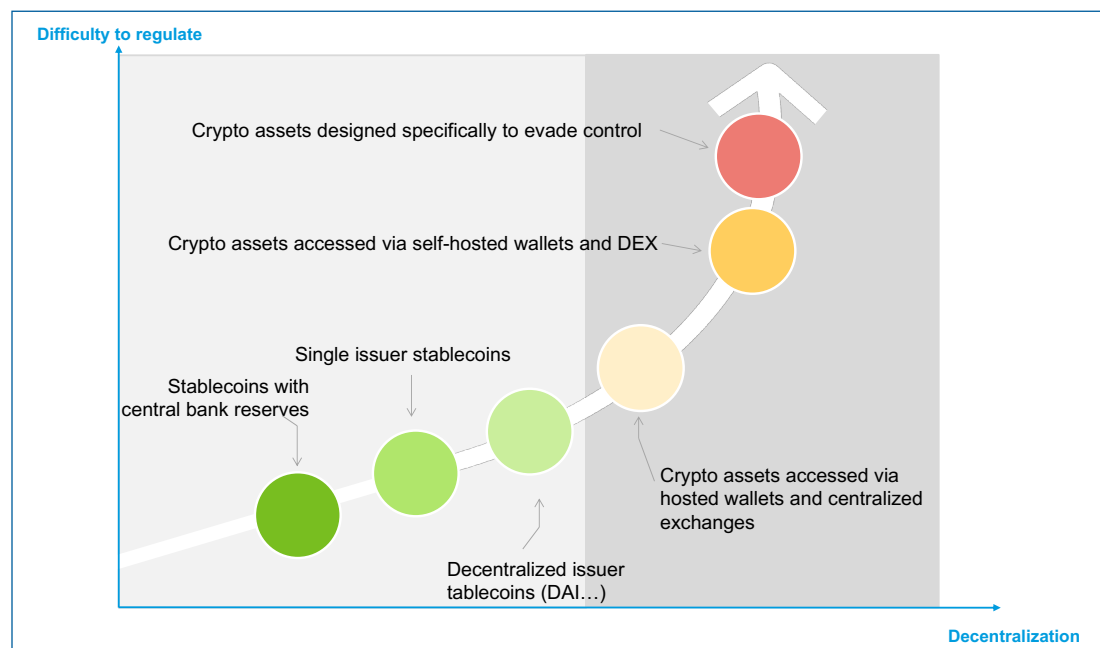 Difficulty to regulate
Crypto assets designed specifically to evade control
Crypto assets accessed via self-hosted wallets and DEX
Single issuer stablecoins
Stablecoins with
central bank reserves
Crypto assets accessed via
hosted wallets and centralized
exchanges
Decentralized issuer
tablecoins (DAI…)
Decentralization